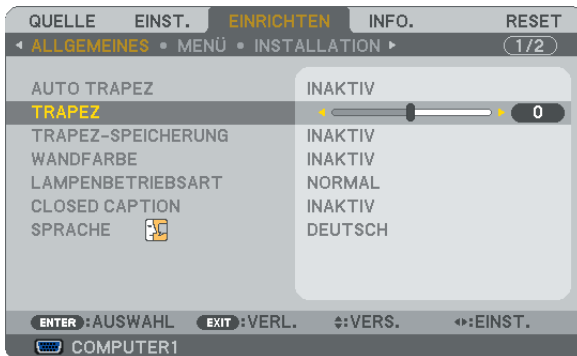 QUELLE EINST. EINRICHTEN INFO. RESET
ALLGEMEINES • MENÜ • INSTALLATION 1/2
AUTO TRAPEZ INAKTIV
TRAPEZ 0
TRAPEZ-SPEICHERUNG INAKTIV
WANDFARBE INAKTIV
LAMPENBETRIEBSART NORMAL
CLOSED CAPTION INAKTIV
SPRACHE DEUTSCH
ENTER :AUSWAHL EXIT :VERL. :VERS. :EINST.
COMPUTER1